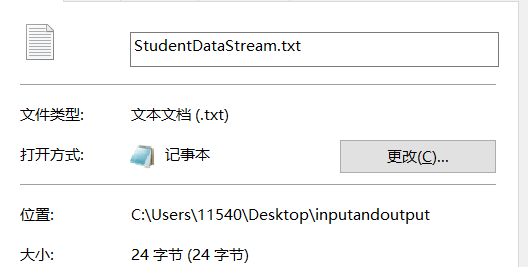 StudentDataStream.txt
文件类型: 文本文档 (.txt)
打开方式: 记事本 更改(C)...
位置: C:\Users\11540\Desktop\inputandoutput
大小: 24 字节 (24 字节)